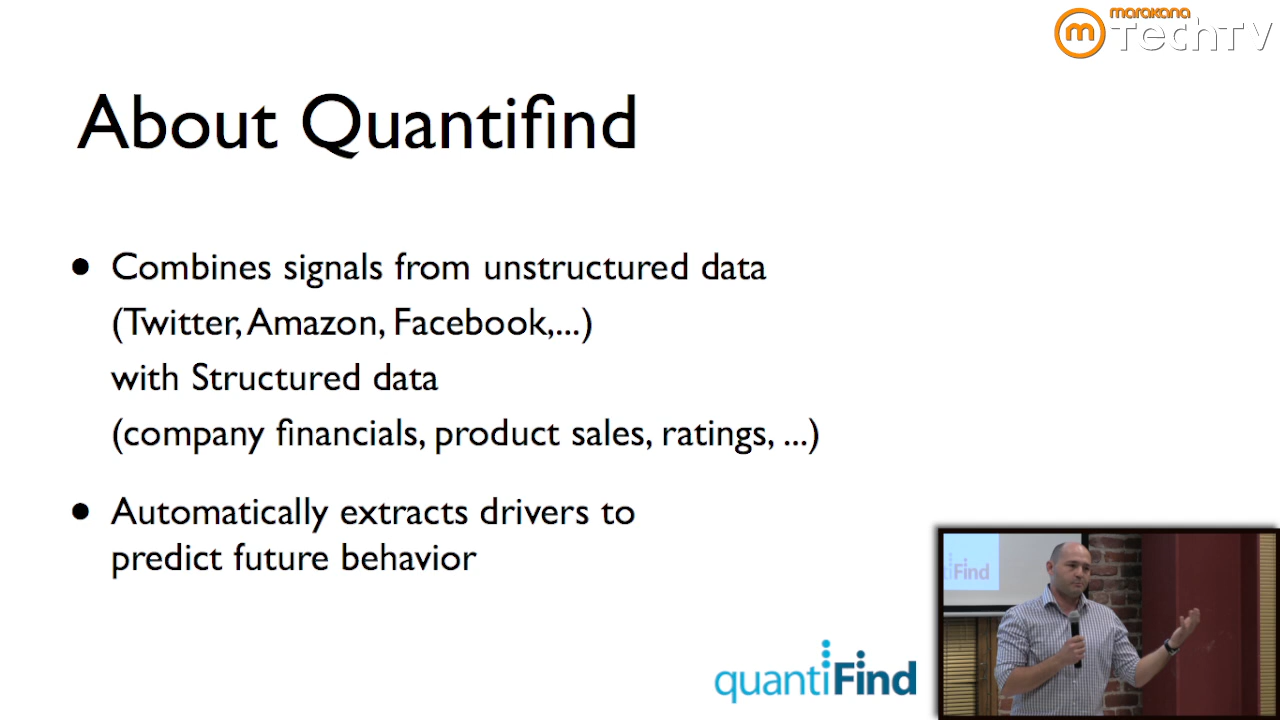 marakana
m TechTV
About Quantifind
• Combines signals from unstructured data
(Twitter, Amazon, Facebook,...)
with Structured data
(company financials, product sales, ratings, ...)
• Automatically extracts drivers to
predict future behavior
iFind
quantiFind